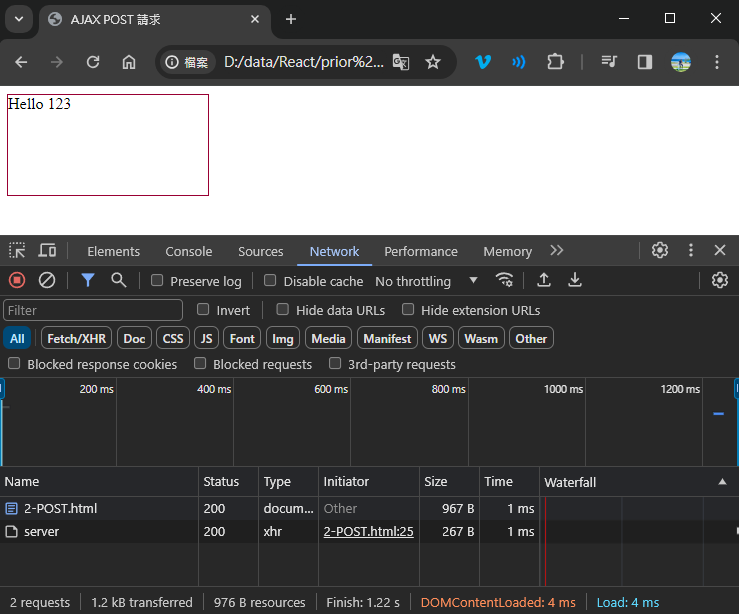 AJAX POST 請求
檔案 D:/data/React/prior%2...
Hello 123
Elements Console Sources Network Performance Memory
Preserve log Disable cache No throttling
Filter Invert Hide data URLs Hide extension URLs
All Fetch/XHR Doc CSS JS Font Img Media Manifest WS Wasm Other
Blocked response cookies Blocked requests 3rd-party requests
200 ms 400 ms 600 ms 800 ms 1000 ms 1200 ms
Name Status Type Initiator Size Time Waterfall
2-POST.html 200 docum... Other 967 B 1 ms
server 200 xhr 2-POST.html:25 267 B 1 ms
2 requests 1.2 kB transferred 976 B resources Finish: 1.22 s DOMContentLoaded: 4 ms Load: 4 ms